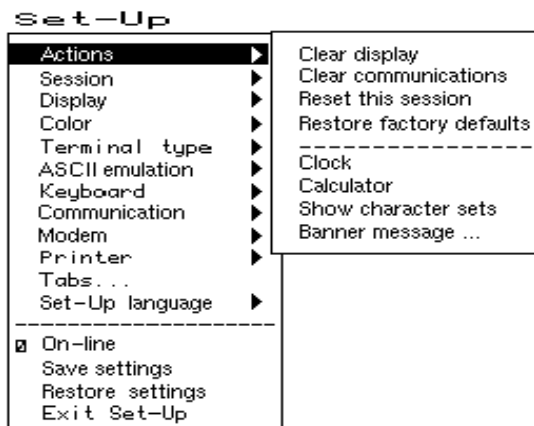 Set-Up
Actions
Session
Display
Color
Terminal type
ASCII emulation
Keyboard
Communication
Modem
Printer
Tabs...
Set-Up language
On-line
Save settings
Restore settings
Exit Set-Up
Clear display
Clear communications
Reset this session
Restore factory defaults
Clock
Calculator
Show character sets
Banner message ...